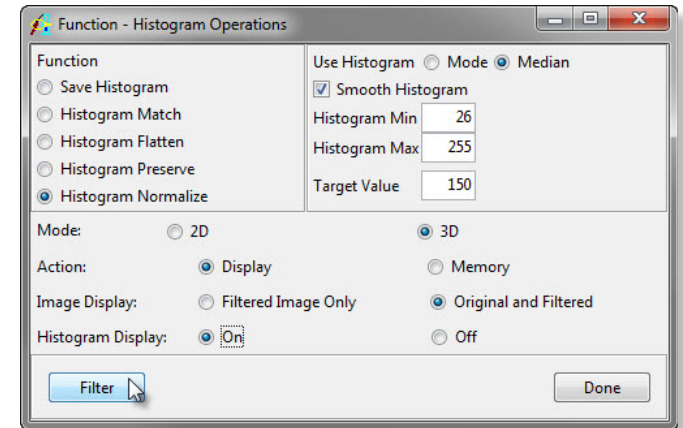 Function - Histogram Operations
Function
Save Histogram
Histogram Match
Histogram Flatten
Histogram Preserve
Histogram Normalize
Use Histogram Mode Median
Smooth Histogram
Histogram Min 26
Histogram Max 255
Target Value 150
Mode: 2D 3D
Action: Display Memory
Image Display: Filtered Image Only Original and Filtered
Histogram Display: On Off
Filter Done